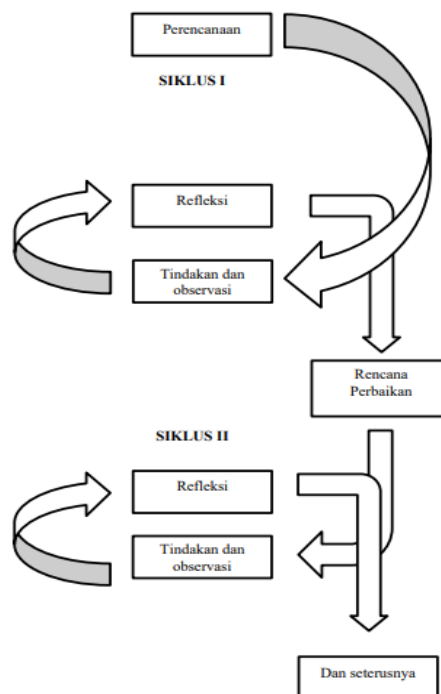 Perencanaan
SIKLUS I
Refleksi
Tindakan dan
observasi
Rencana
Perbaikan
SIKLUS II
Refleksi
Tindakan dan
observasi
Dan seterusnya